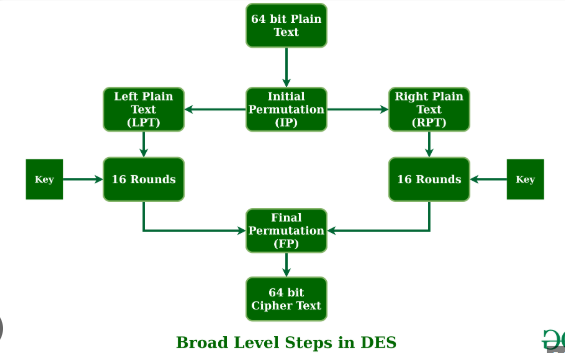 64 bit Plain
Text
Left Plain
Text
(LPT)
Initial
Permutation
(IP)
Right Plain
Text
(RPT)
Key
16 Rounds
16 Rounds
Key
Final
Permutation
(FP)
64 bit
Cipher Text
Broad Level Steps in DES